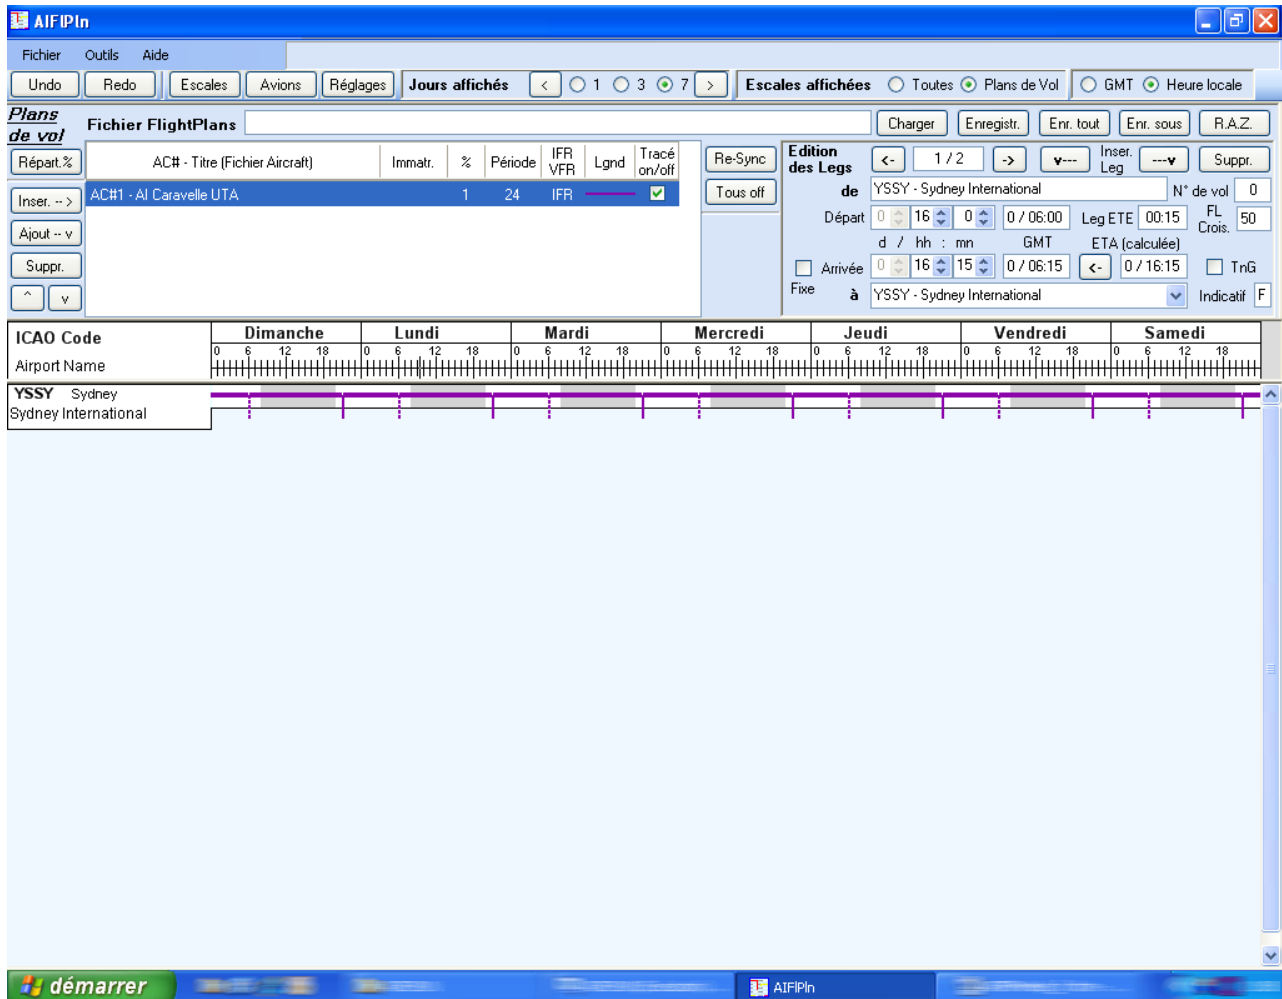 AIFlPln
Fichier Outils Aide
Undo Redo Escales Avions Réglages Jours affichés < 1 3 7 > Escales affichées Toutes Plans de Vol GMT Heure locale
Plans de vol Fichier FlightPlans Charger Enregistr. Enr. tout Enr. sous R.A.Z.
Répart.% AC# - Titre (Fichier Aircraft) Immatr. % Période IFR VFR Lgnd Tracé on/off Re-Sync Edition des Legs <- 1 / 2 -> v--- Inser. Leg ---v Suppr.
Inser. -- > AC#1 - AI Caravelle UTA 1 24 IFR Tous off de YSSY - Sydney International N° de vol 0
Ajout -- v Départ 0 16 0 0 / 06:00 Leg ETE 00:15 FL Crois. 50
d / hh : mn GMT ETA (calculée)
Suppr. Arrivée 0 16 15 0 / 06:15 <- 0 / 16:15 TnG
^ v Fixe à YSSY - Sydney International Indicatif F
ICAO Code Dimanche Lundi Mardi Mercredi Jeudi Vendredi Samedi
0 6 12 18 0 6 12 18 0 6 12 18 0 6 12 18 0 6 12 18 0 6 12 18 0 6 12 18
Airport Name
YSSY Sydney
Sydney International
démarrer AIFlPln